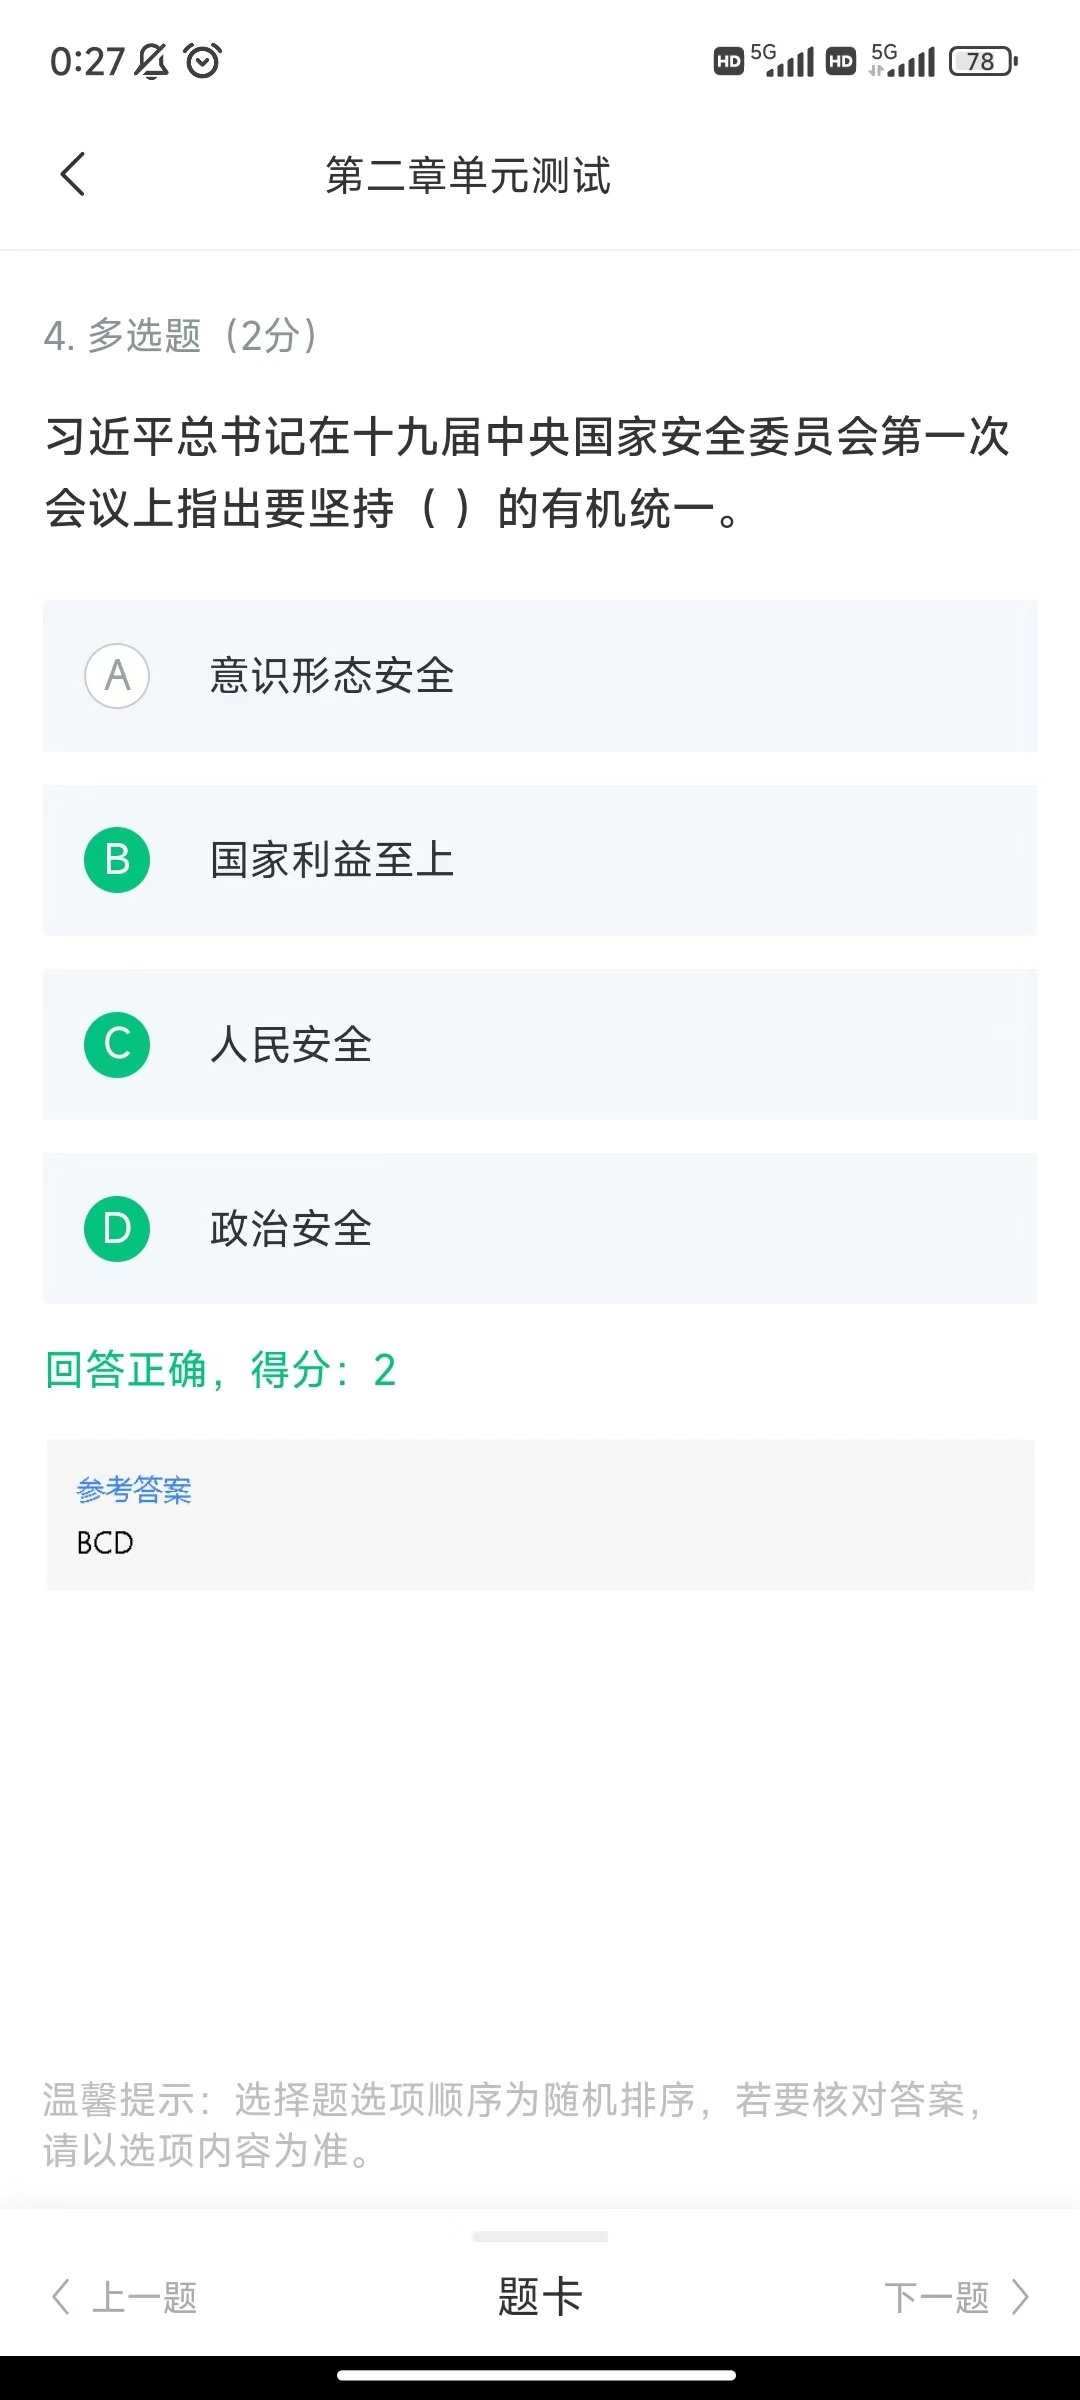 0:27 HD 5G HD 5G 78
第二章单元测试
4. 多选题（2分）
习近平总书记在十九届中央国家安全委员会第一次
会议上指出要坚持（ ）的有机统一。
A 意识形态安全
B 国家利益至上
C 人民安全
D 政治安全
回答正确，得分：2
参考答案
BCD
温馨提示：选择题选项顺序为随机排序，若要核对答案，
请以选项内容为准。
上一题 题卡 下一题